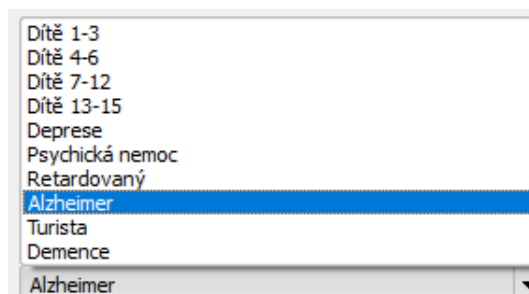 Dítě 1-3
Dítě 4-6
Dítě 7-12
Dítě 13-15
Deprese
Psychická nemoc
Retardovaný
Alzheimer
Turista
Demence
Alzheimer